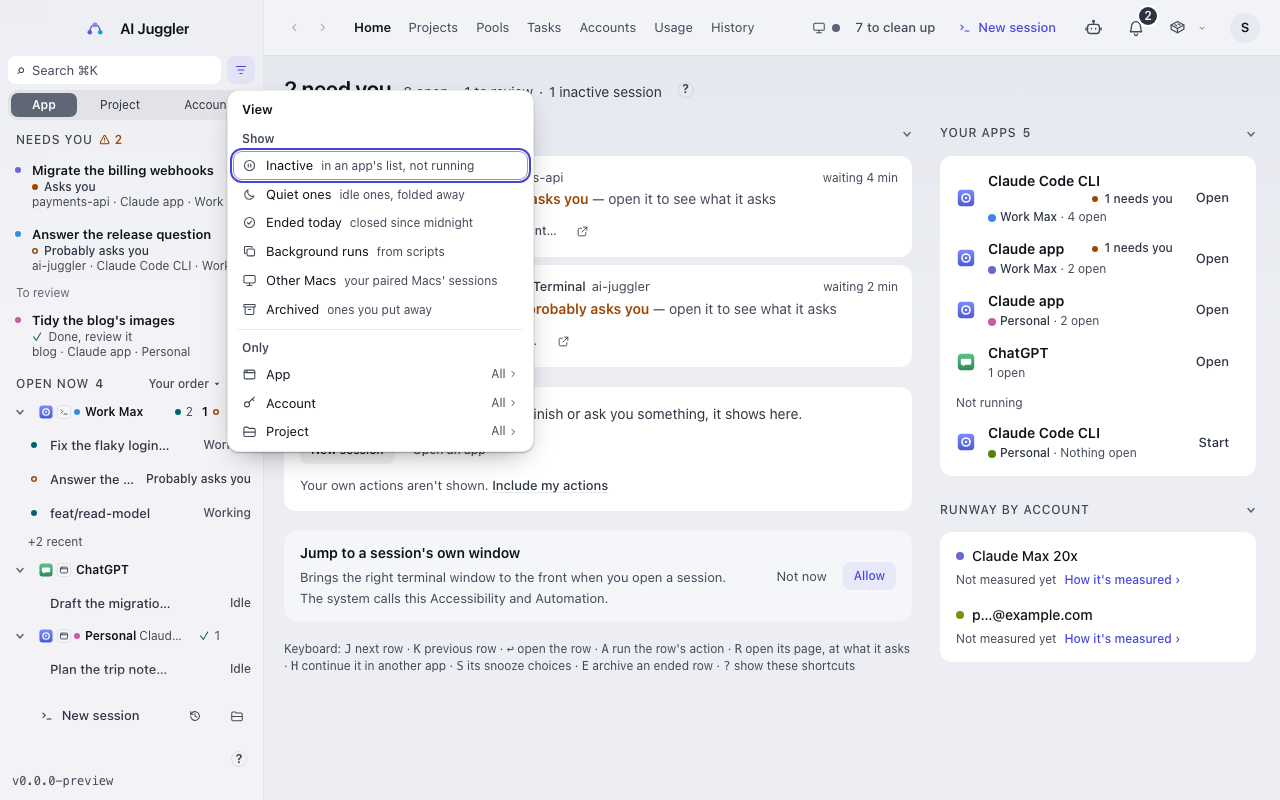 AI Juggler
Search ⌘K
App Project
NEEDS YOU 2
Migrate the billing webhooks
Asks you
payments-api · Claude app · Work
Answer the release question
Probably asks you
ai-juggler · Claude Code CLI ·
To review
Tidy the blog's images
Done, review it
blog · Claude app · Personal
OPEN NOW 4 Your order
Work Max 2 1
Fix the flaky login...
Answer the ... Probably asks you
feat/read-model Working
+2 recent
ChatGPT
Draft the migratio... Idle
Personal Claud... 1
Plan the trip note... Idle
New session
?
v0.0.0-preview
Home Projects Pools Tasks Accounts Usage History
7 to clean up
New session
2
S
2 need you · 1 inactive session ?
View
Show
Inactive in an app's list, not running
Quiet ones idle ones, folded away
Ended today closed since midnight
Background runs from scripts
Other Macs your paired Macs' sessions
Archived ones you put away
Only
App All ›
Account All ›
Project All ›
waiting 4 min
asks you — open it to see what it asks
Terminal ai-juggler waiting 2 min
probably asks you — open it to see what it asks
or ask you something, it shows here.
Your own actions aren't shown. Include my actions
Jump to a session's own window
Brings the right terminal window to the front when you open a session.
The system calls this Accessibility and Automation.
Not now Allow
Keyboard: J next row · K previous row · ↩ open the row · A run the row's action · R open its page, at what it asks
· H continue it in another app · S its snooze choices · E archive an ended row · ? show these shortcuts
YOUR APPS 5
Claude Code CLI
1 needs you
Work Max · 4 open
Open
Claude app 1 needs you
Work Max · 2 open
Open
Claude app
Personal · 2 open
Open
ChatGPT
1 open
Open
Not running
Claude Code CLI
Personal · Nothing open
Start
RUNWAY BY ACCOUNT
Claude Max 20x
Not measured yet How it's measured ›
p...@example.com
Not measured yet How it's measured ›